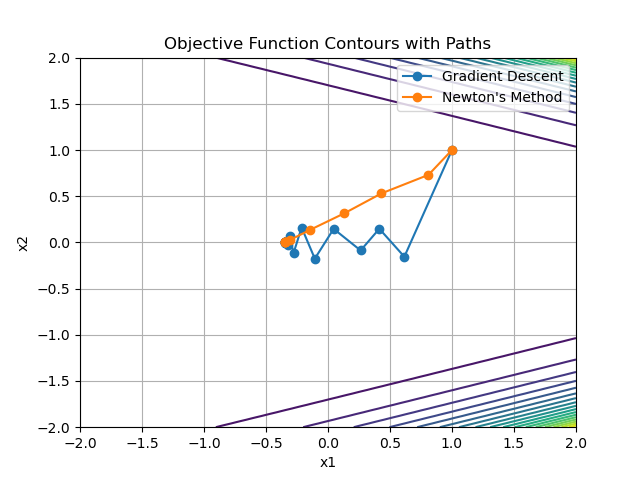 Objective Function Contours with Paths
Gradient Descent
Newton's Method
x2
2.0
1.5
1.0
0.5
0.0
−0.5
−1.0
−1.5
−2.0
−2.0 −1.5 −1.0 −0.5 0.0 0.5 1.0 1.5 2.0
x1